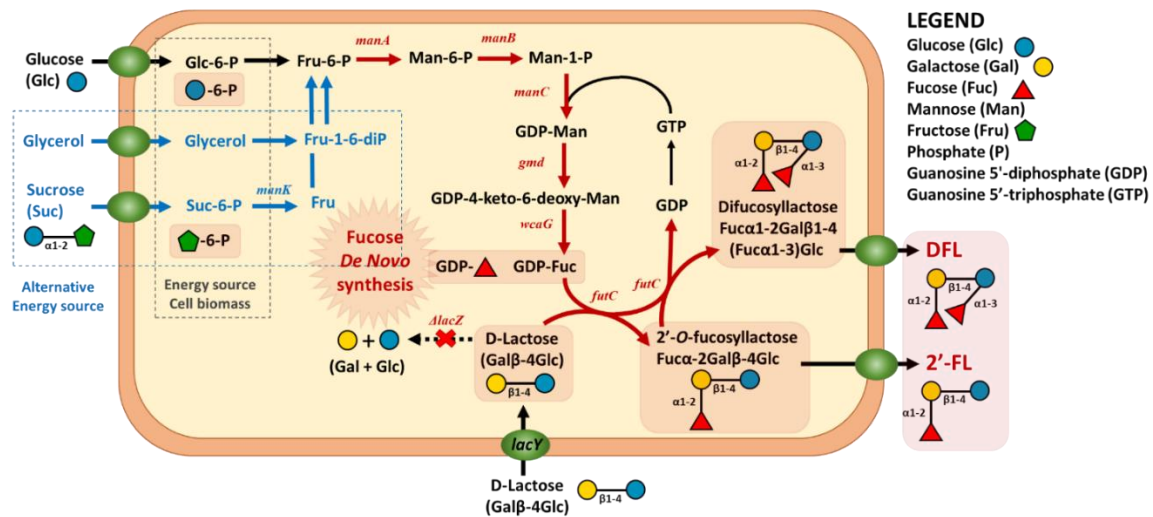 Glucose
(Glc)
Glc-6-P
-6-P
Fru-6-P
manA
Man-6-P
manB
Man-1-P
manC
GTP
GDP-Man
gmd
GDP
GDP-4-keto-6-deoxy-Man
wcaG
Glycerol
Glycerol
Fru-1-6-diP
Sucrose
(Suc)
α1-2
Suc-6-P
manK
Fru
-6-P
Alternative
Energy source
Energy source
Cell biomass
Fucose
De Novo
synthesis
GDP-
GDP-Fuc
futC
futC
ΔlacZ
+
(Gal + Glc)
D-Lactose
(Galβ-4Glc)
β1-4
lacY
D-Lactose
(Galβ-4Glc)
β1-4
2’-O-fucosyllactose
Fucα-2Galβ-4Glc
α1-2
β1-4
β1-4
α1-2
α1-3
Difucosyllactose
Fucα1-2Galβ1-4
(Fucα1-3)Glc
DFL
β1-4
α1-2
α1-3
2’-FL
α1-2
β1-4
LEGEND
Glucose (Glc)
Galactose (Gal)
Fucose (Fuc)
Mannose (Man)
Fructose (Fru)
Phosphate (P)
Guanosine 5'-diphosphate (GDP)
Guanosine 5’-triphosphate (GTP)